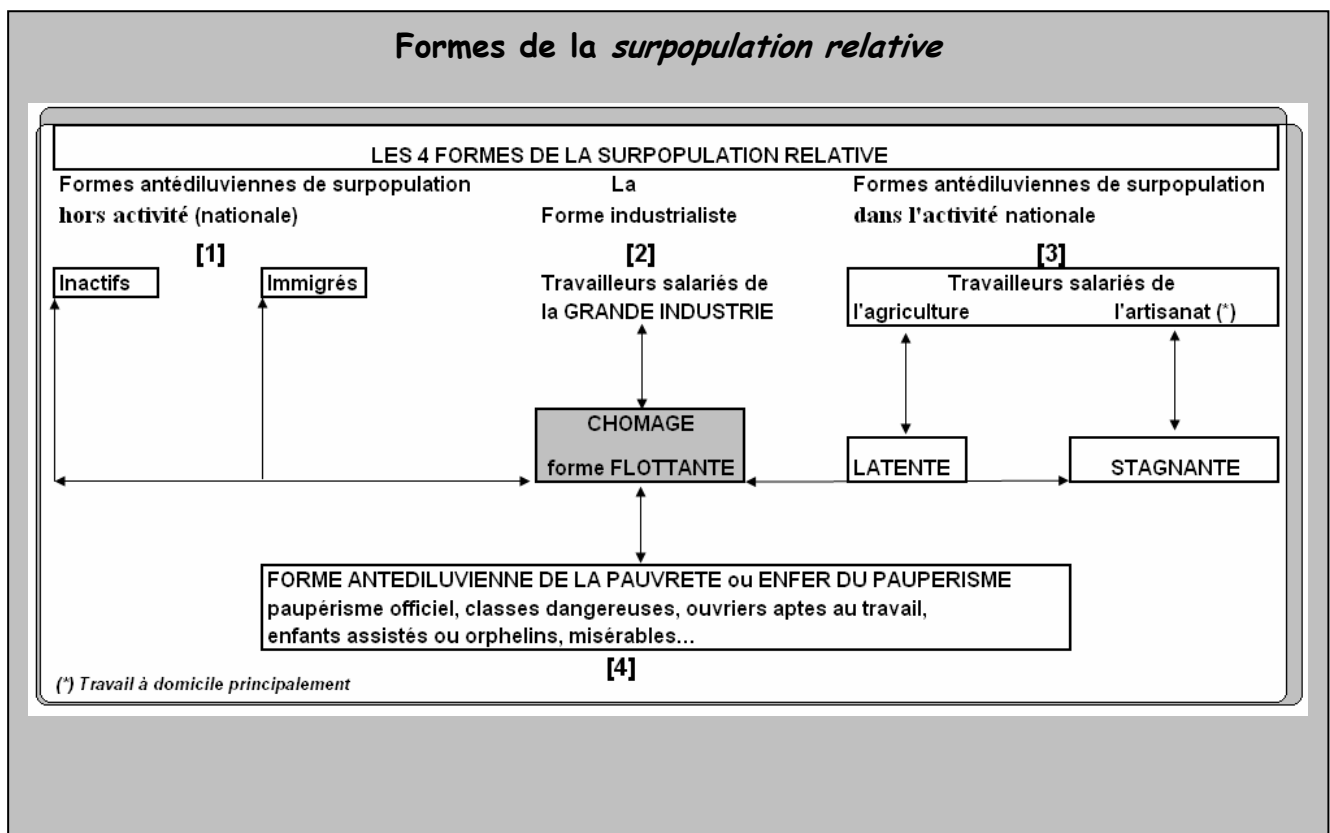 Formes de la surpopulation relative
LES 4 FORMES DE LA SURPOPULATION RELATIVE
Formes antédiluviennes de surpopulation
hors activité (nationale)
[1]
La
Forme industrialiste
[2]
Formes antédiluviennes de surpopulation
dans l'activité nationale
[3]
Inactifs
Immigrés
Travailleurs salariés de
la GRANDE INDUSTRIE
Travailleurs salariés de
l'agriculture l'artisanat (*)
CHOMAGE
forme FLOTTANTE
LATENTE
STAGNANTE
FORME ANTEDILUVIENNE DE LA PAUVRETE ou ENFER DU PAUPERISME
paupérisme officiel, classes dangereuses, ouvriers aptes au travail,
enfants assistés ou orphelins, misérables...
[4]
(*) Travail à domicile principalement